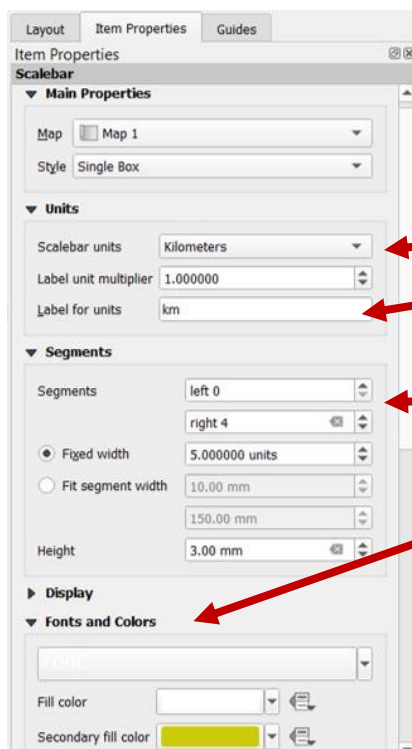 Layout Item Properties Guides
Item Properties
Scalebar
Main Properties
Map Map 1
Style Single Box
Units
Scalebar units Kilometers
Label unit multiplier 1.000000
Label for units km
Segments
Segments left 0
right 4
Fixed width 5.000000 units
Fit segment width 10.00 mm
150.00 mm
Height 3.00 mm
Display
Fonts and Colors
Font
Fill color
Secondary fill color